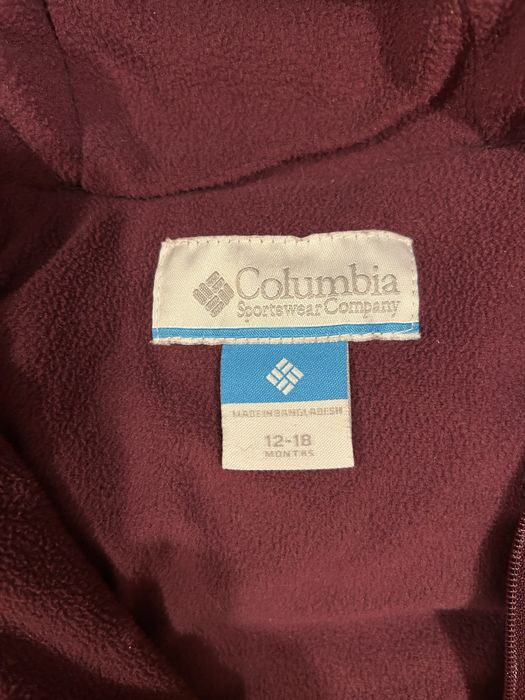 Columbia
Sportswear Company
MADE IN BANGLADESH
12-18
MONTHS